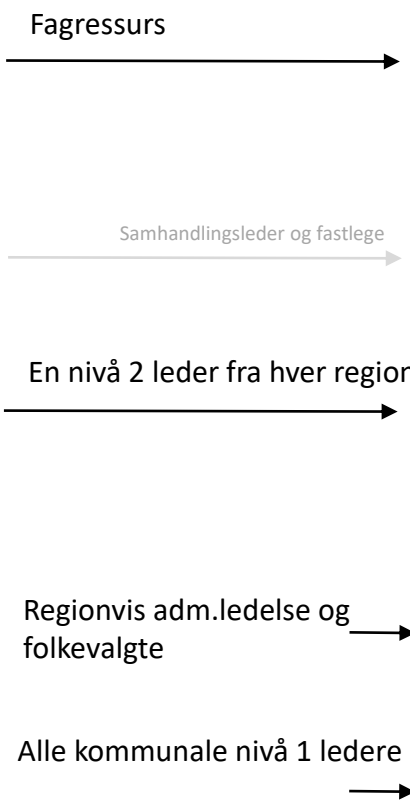 Fagressurs
Samhandlingsleder og fastlege
En nivå 2 leder fra hver region
Regionvis adm.ledelse og
folkevalgte
Alle kommunale nivå 1 ledere